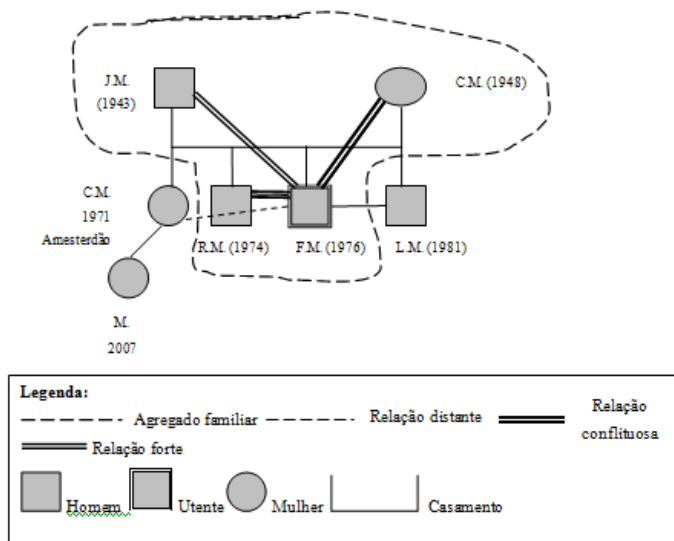 J.M.
(1943)
C.M. (1948)
C.M.
1971
Amesterdão
R.M. (1974)
F.M. (1976)
L.M. (1981)
M.
2007
Legenda:
Agregado familiar
Relação distante
Relação
conflituosa
Relação forte
Homem
Utente
Mulher
Casamento